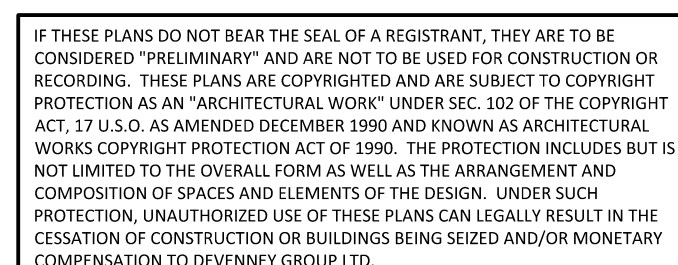 IF THESE PLANS DO NOT BEAR THE SEAL OF A REGISTRANT, THEY ARE TO BE
CONSIDERED "PRELIMINARY" AND ARE NOT TO BE USED FOR CONSTRUCTION OR
RECORDING. THESE PLANS ARE COPYRIGHTED AND ARE SUBJECT TO COPYRIGHT
PROTECTION AS AN "ARCHITECTURAL WORK" UNDER SEC. 102 OF THE COPYRIGHT
ACT, 17 U.S.O. AS AMENDED DECEMBER 1990 AND KNOWN AS ARCHITECTURAL
WORKS COPYRIGHT PROTECTION ACT OF 1990. THE PROTECTION INCLUDES BUT IS
NOT LIMITED TO THE OVERALL FORM AS WELL AS THE ARRANGEMENT AND
COMPOSITION OF SPACES AND ELEMENTS OF THE DESIGN. UNDER SUCH
PROTECTION, UNAUTHORIZED USE OF THESE PLANS CAN LEGALLY RESULT IN THE
CESSATION OF CONSTRUCTION OR BUILDINGS BEING SEIZED AND/OR MONETARY
COMPENSATION TO DEVENNEY GROUP LTD.